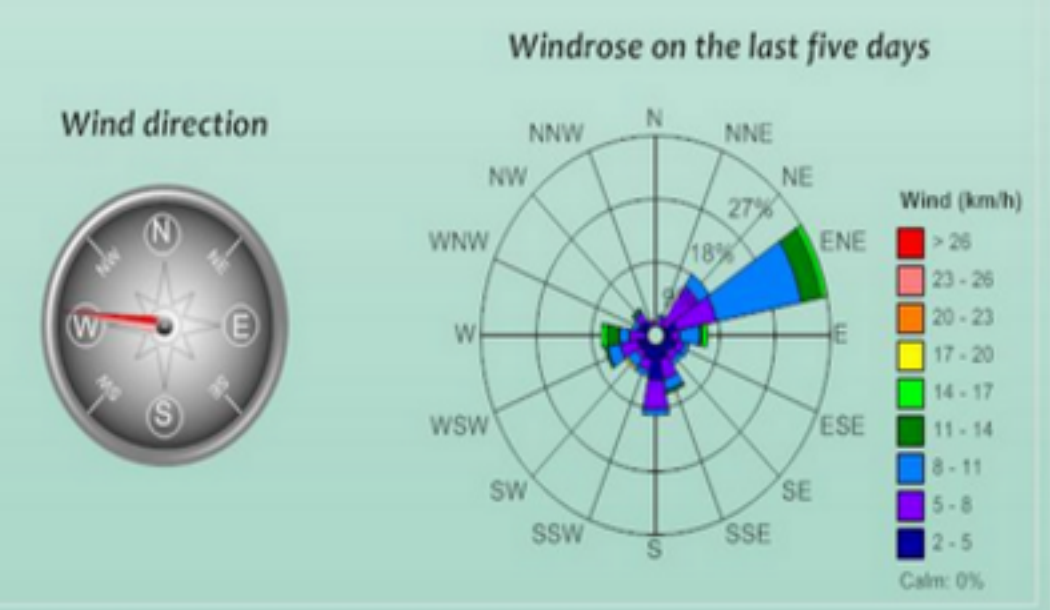 Windrose on the last five days
Wind direction
N
NE
E
SE
S
SW
W
NW
N
NNE
NE
ENE
E
ESE
SE
SSE
S
SSW
SW
WSW
W
WNW
NW
NNW
27%
18%
Wind (km/h)
> 26
23 - 26
20 - 23
17 - 20
14 - 17
11 - 14
8 - 11
5 - 8
2 - 5
Calm: 0%